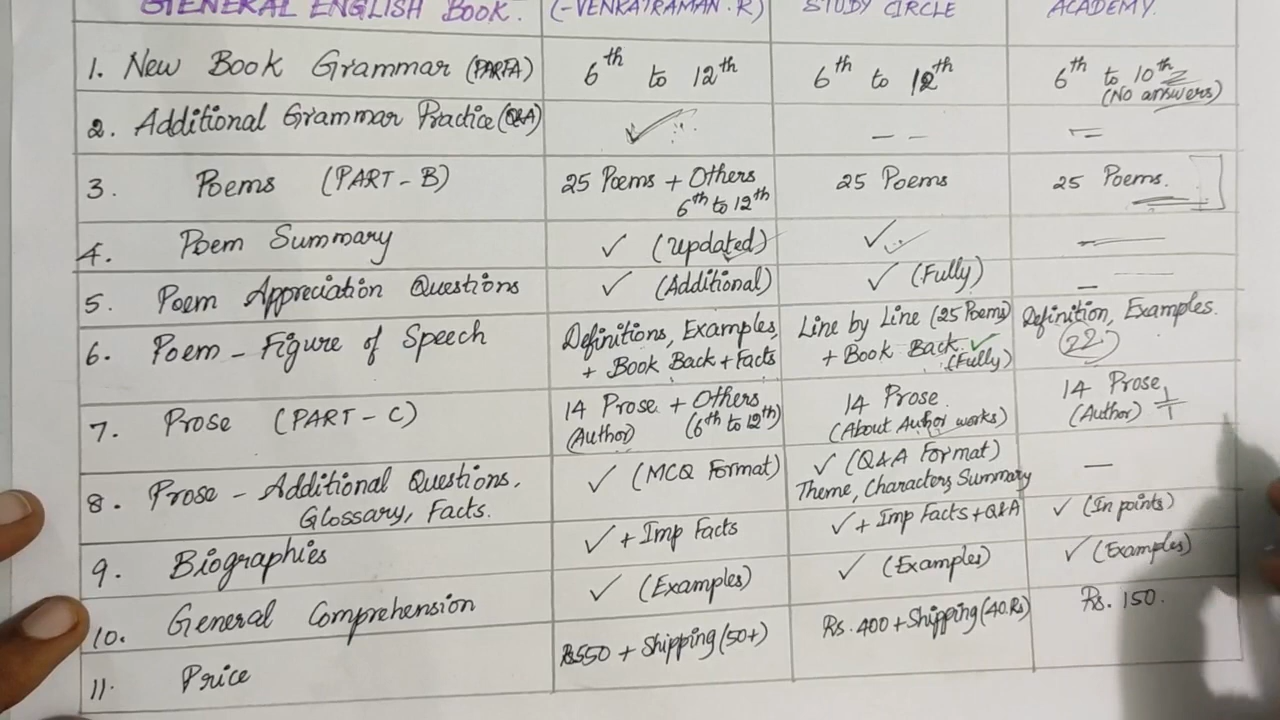 GENERAL ENGLISH BOOK. (-VENKATRAMAN.R) STUDY CIRCLE ACADEMY.
1. New Book Grammar (PART A) 6th to 12th 6th to 12th 6th to 10th
(No answers)
2. Additional Grammar Practice (Q&A) ✓ -- =
3. Poems (PART-B) 25 Poems + Others 25 Poems 25 Poems.
6th to 12th
4. Poem Summary ✓ (Updated) ✓ —
5. Poem Appreciation Questions ✓ (Additional) ✓ (Fully) —
6. Poem - Figure of Speech Definitions, Examples, Line by Line (25 Poems) Definition, Examples.
+ Book Back + Facts + Book Back. ✓ (22)
(Fully)
7. Prose (PART-C) 14 Prose + Others 14 Prose. 14 Prose
(Author) (6th to 12th) (About Author works) (Author)
8. Prose - Additional Questions, ✓ (MCQ Format) ✓ (Q&A Format) —
Glossary, Facts. Theme, Characters Summary
9. Biographies ✓ + Imp Facts ✓ + Imp Facts + Q&A ✓ (In points)
10. General Comprehension ✓ (Examples) ✓ (Examples) ✓ (Examples)
11. Price Rs550 + Shipping (50+) Rs.400 + Shipping (40.Rs) Rs. 150.